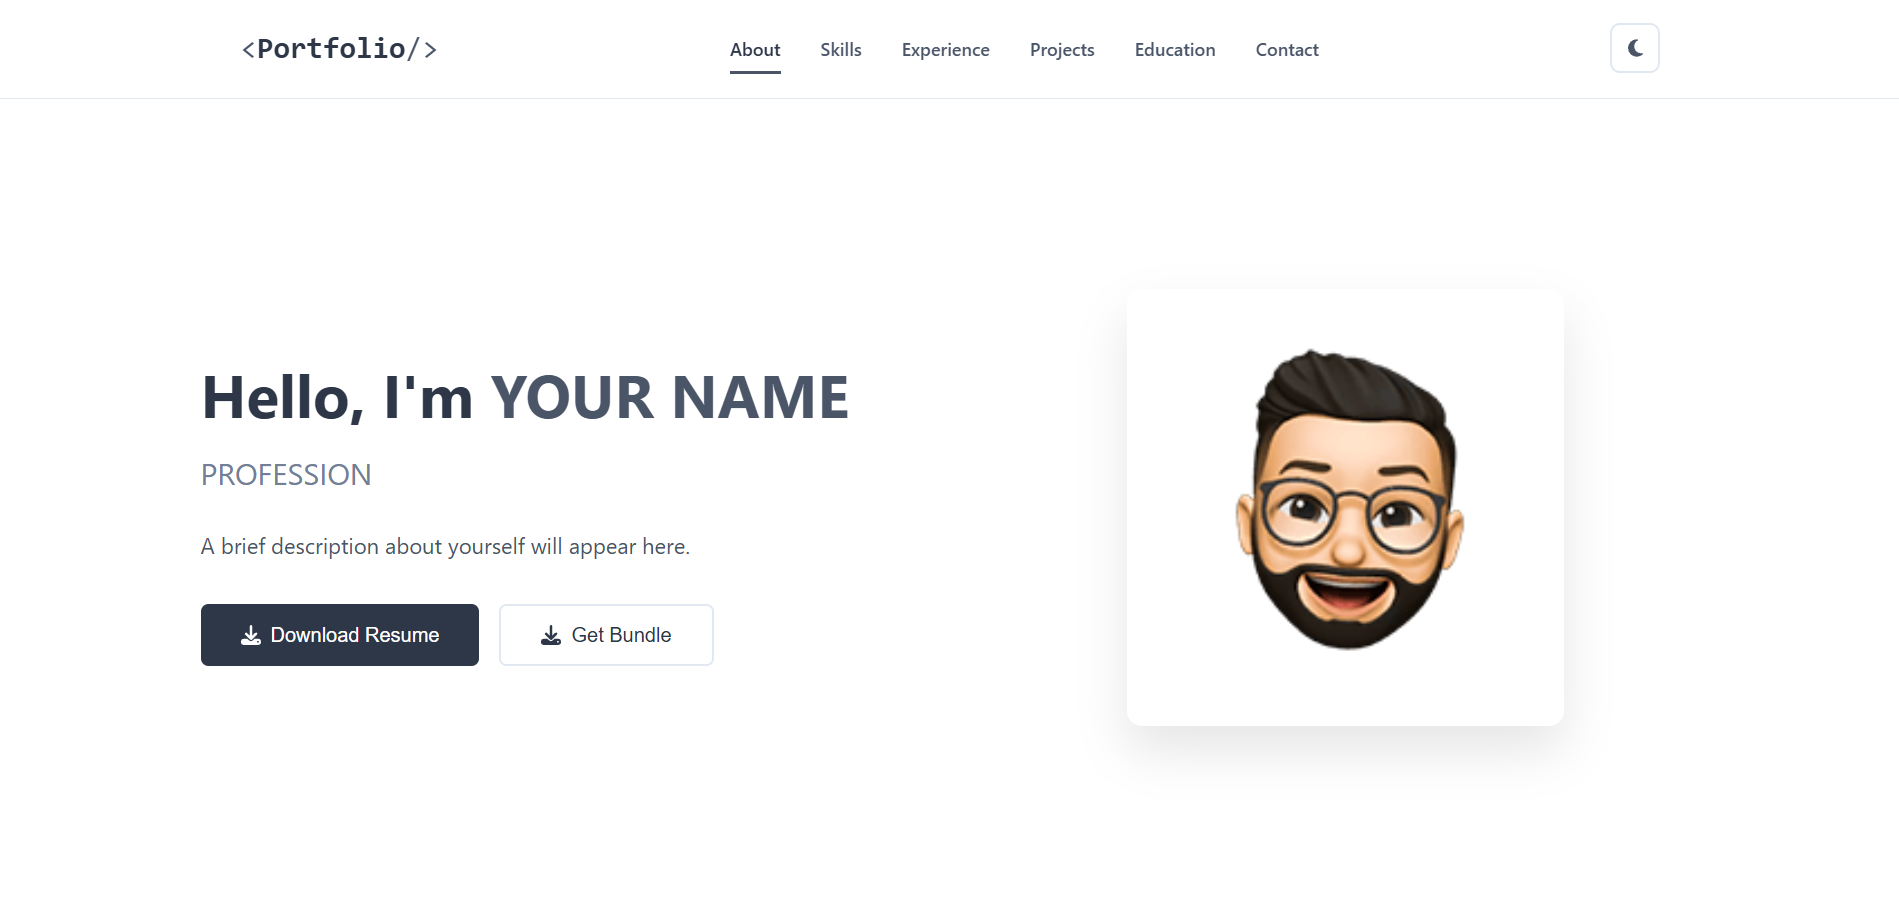 <Portfolio/>
About Skills Experience Projects Education Contact
Hello, I'm YOUR NAME
PROFESSION
A brief description about yourself will appear here.
Download Resume Get Bundle